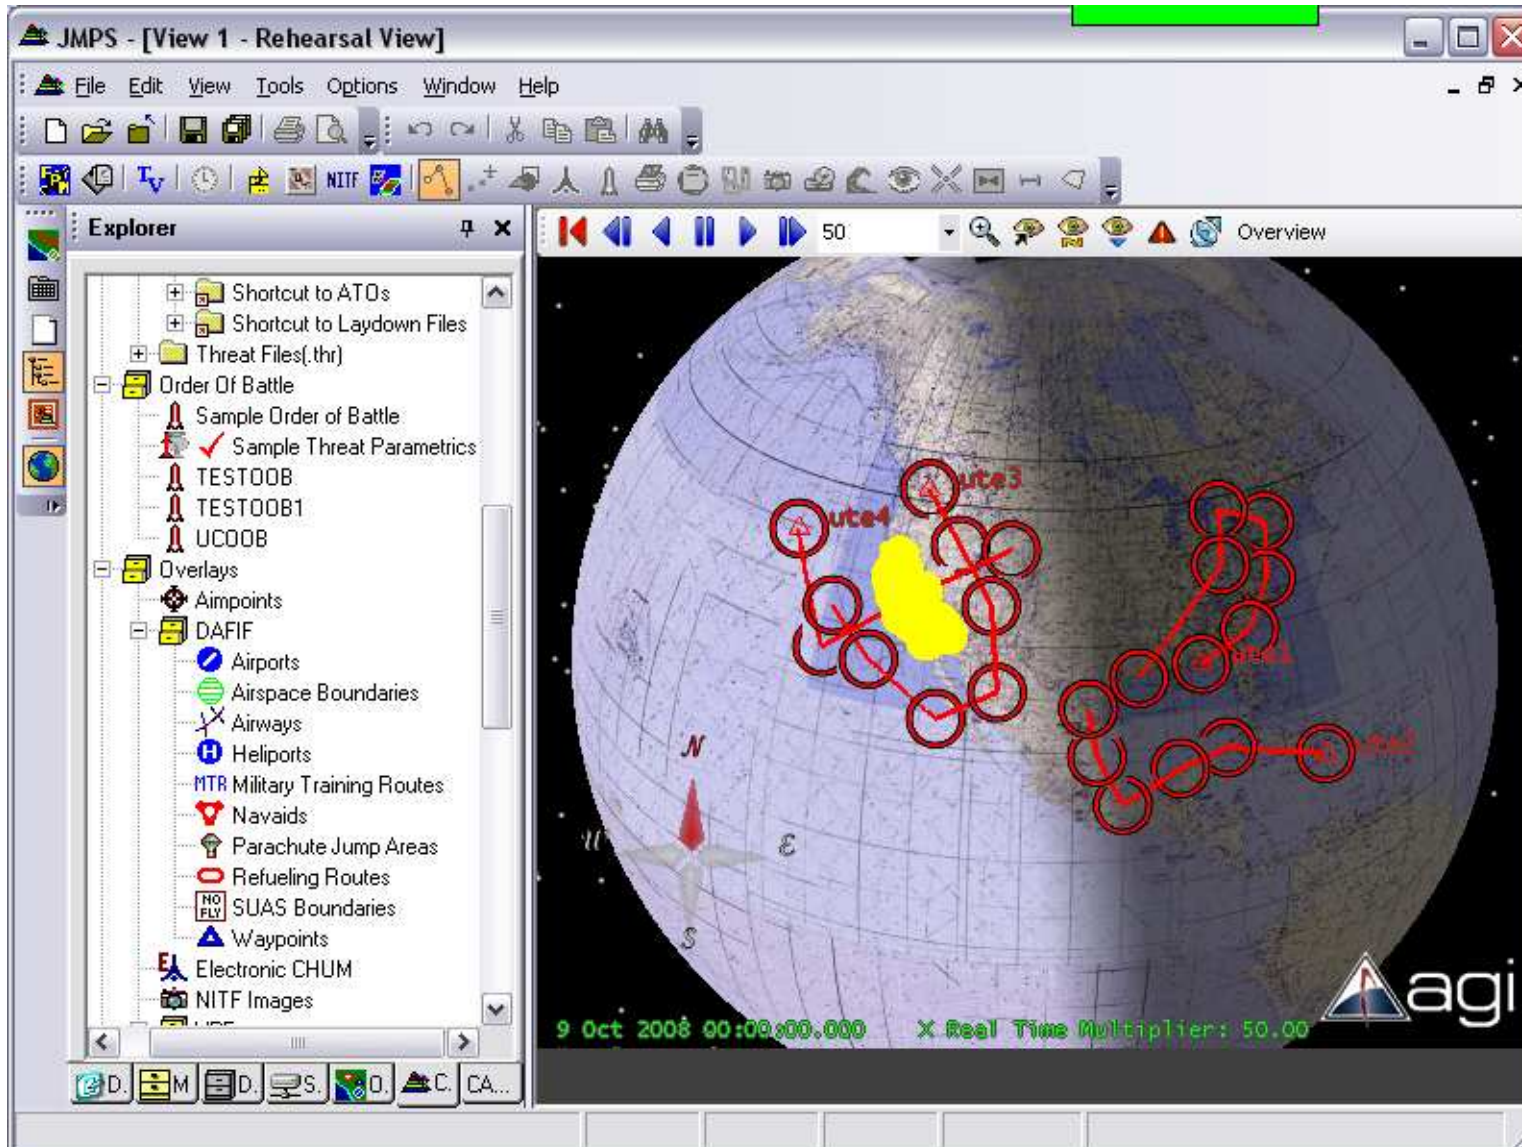 JMPS - [View 1 - Rehearsal View]
File Edit View Tools Options Window Help
TV NITF
Explorer
50
Overview
Shortcut to ATOs
Shortcut to Laydown Files
Threat Files(.thr)
Order Of Battle
Sample Order of Battle
Sample Threat Parametrics
TESTOOB
TESTOOB1
UCOOB
Overlays
Aimpoints
DAFIF
Airports
Airspace Boundaries
Airways
Heliports
MTR Military Training Routes
Navaids
Parachute Jump Areas
Refueling Routes
NO FLY SUAS Boundaries
Waypoints
Electronic CHUM
NITF Images
D. M D. S. O. C. CA...
ute3
ute4
ute1
N
E
S
agi
9 Oct 2008 00:00:00.000 X Real Time Multiplier: 50.00